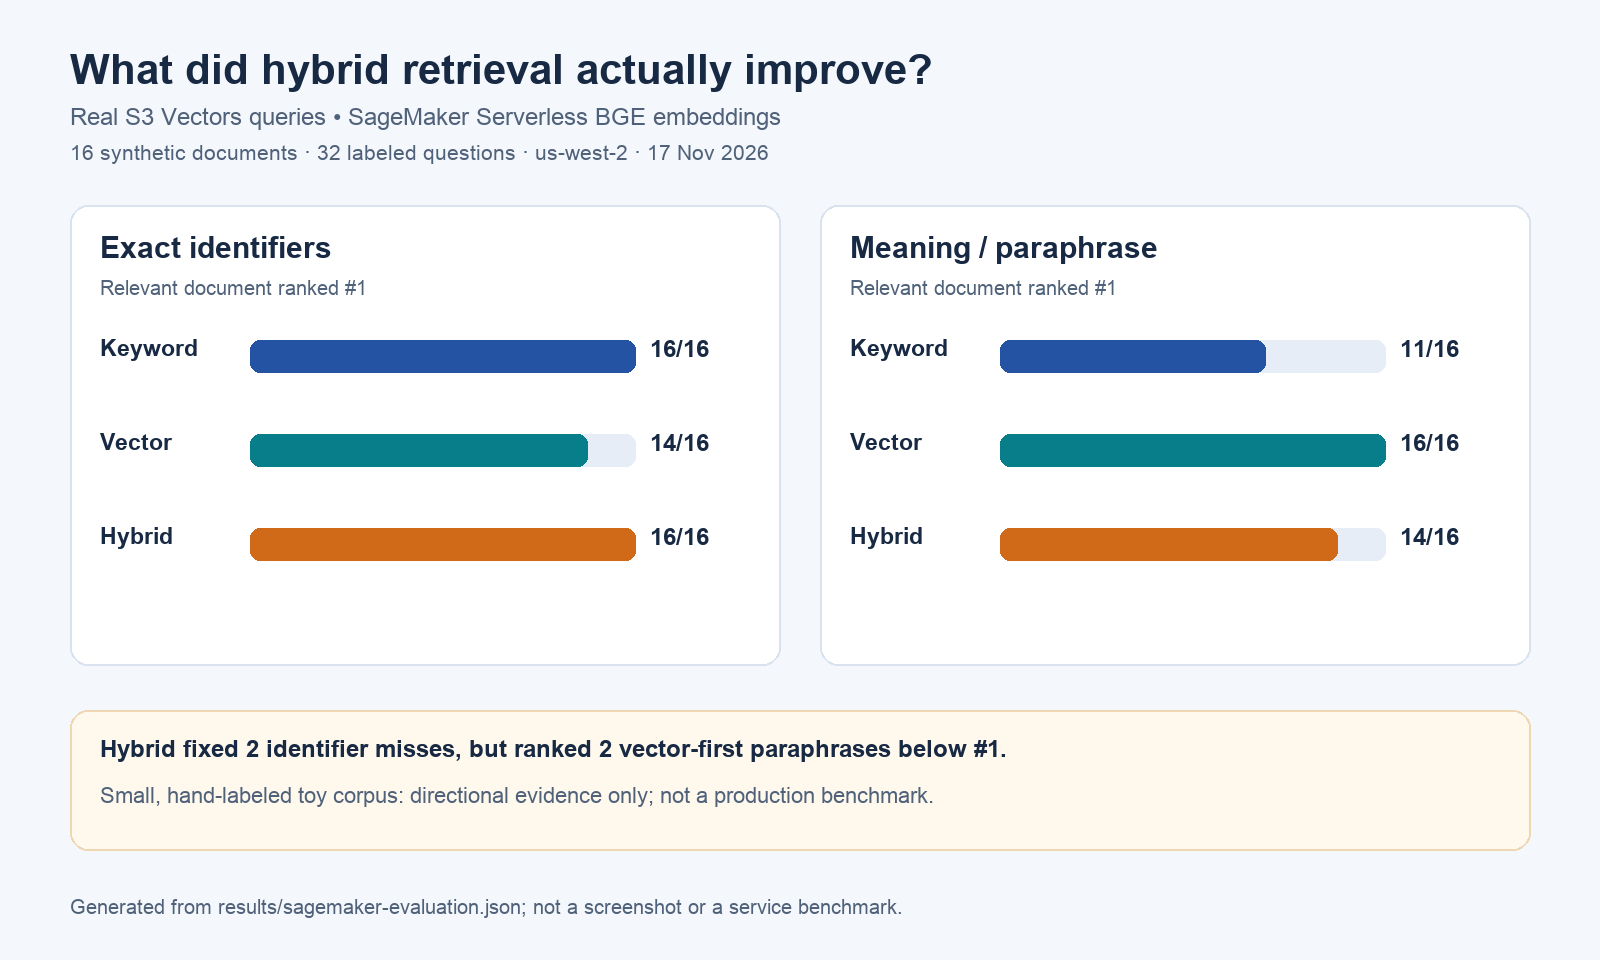 What did hybrid retrieval actually improve?
Real S3 Vectors queries • SageMaker Serverless BGE embeddings
16 synthetic documents · 32 labeled questions · us-west-2 · 17 Nov 2026
Exact identifiers
Relevant document ranked #1
Keyword 16/16
Vector 14/16
Hybrid 16/16
Meaning / paraphrase
Relevant document ranked #1
Keyword 11/16
Vector 16/16
Hybrid 14/16
Hybrid fixed 2 identifier misses, but ranked 2 vector-first paraphrases below #1.
Small, hand-labeled toy corpus: directional evidence only; not a production benchmark.
Generated from results/sagemaker-evaluation.json; not a screenshot or a service benchmark.